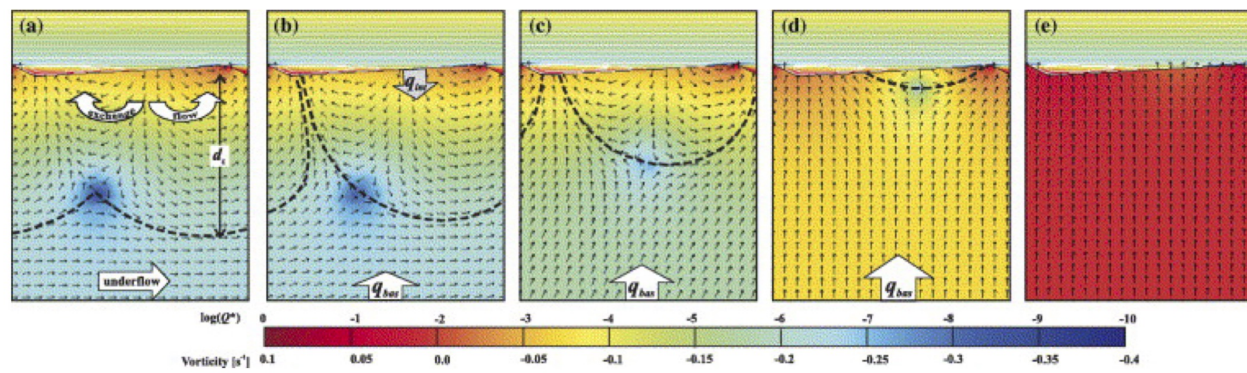 (a) (b) (c) (d) (e)
q_int
exchange flow
d_c
underflow q_bas q_bas q_bas
log(Q*) 0 -1 -2 -3 -4 -5 -6 -7 -8 -9 -10
Vorticity [s⁻¹] 0.1 0.05 0.0 -0.05 -0.1 -0.15 -0.2 -0.25 -0.3 -0.35 -0.4